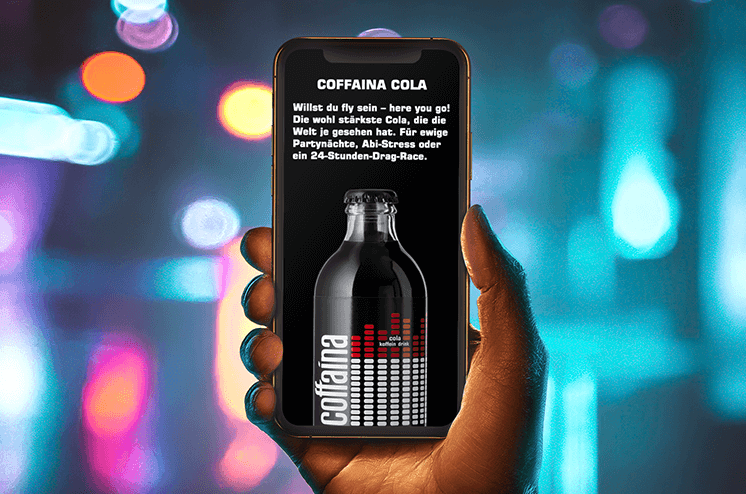 COFFAINA COLA
Willst du fly sein – here you go!
Die wohl stärkste Cola, die die
Welt je gesehen hat. Für ewige
Partynächte, Abi-Stress oder
ein 24-Stunden-Drag-Race.
coffaína
cola
koffein drink